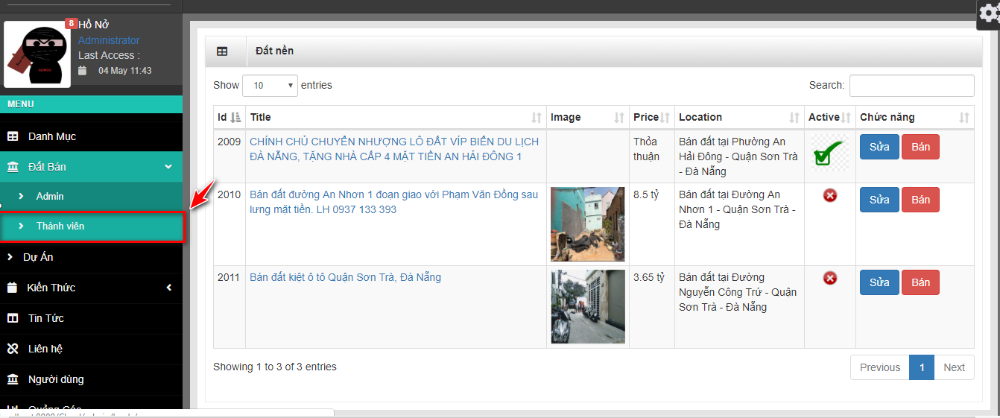 8
Hồ Nở
Administrator
Last Access :
04 May 11:43
MENU
Danh Mục
Đất Bán
Admin
Thành viên
Dự Án
Kiến Thức
Tin Tức
Liên hệ
Người dùng
Đất nền
Show 10 entries
Search:
Id Title Image Price Location Active Chức năng
2009
CHÍNH CHỦ CHUYỂN NHƯỢNG LÔ ĐẤT VÍP BIỂN DU LỊCH
ĐÀ NẴNG, TẶNG NHÀ CẤP 4 MẶT TIỀN AN HẢI ĐÔNG 1
Thỏa
thuận
Bán đất tại Phường An
Hải Đông - Quận Sơn Trà
- Đà Nẵng
Sửa Bán
2010
Bán đất đường An Nhơn 1 đoạn giao với Phạm Văn Đồng sau
lưng mặt tiền. LH 0937 133 393
8.5 tỷ
Bán đất tại Đường An
Nhơn 1 - Quận Sơn Trà -
Đà Nẵng
Sửa Bán
2011
Bán đất kiệt ô tô Quận Sơn Trà, Đà Nẵng
3.65 tỷ
Bán đất tại Đường
Nguyễn Công Trứ - Quận
Sơn Trà - Đà Nẵng
Sửa Bán
Showing 1 to 3 of 3 entries
Previous 1 Next